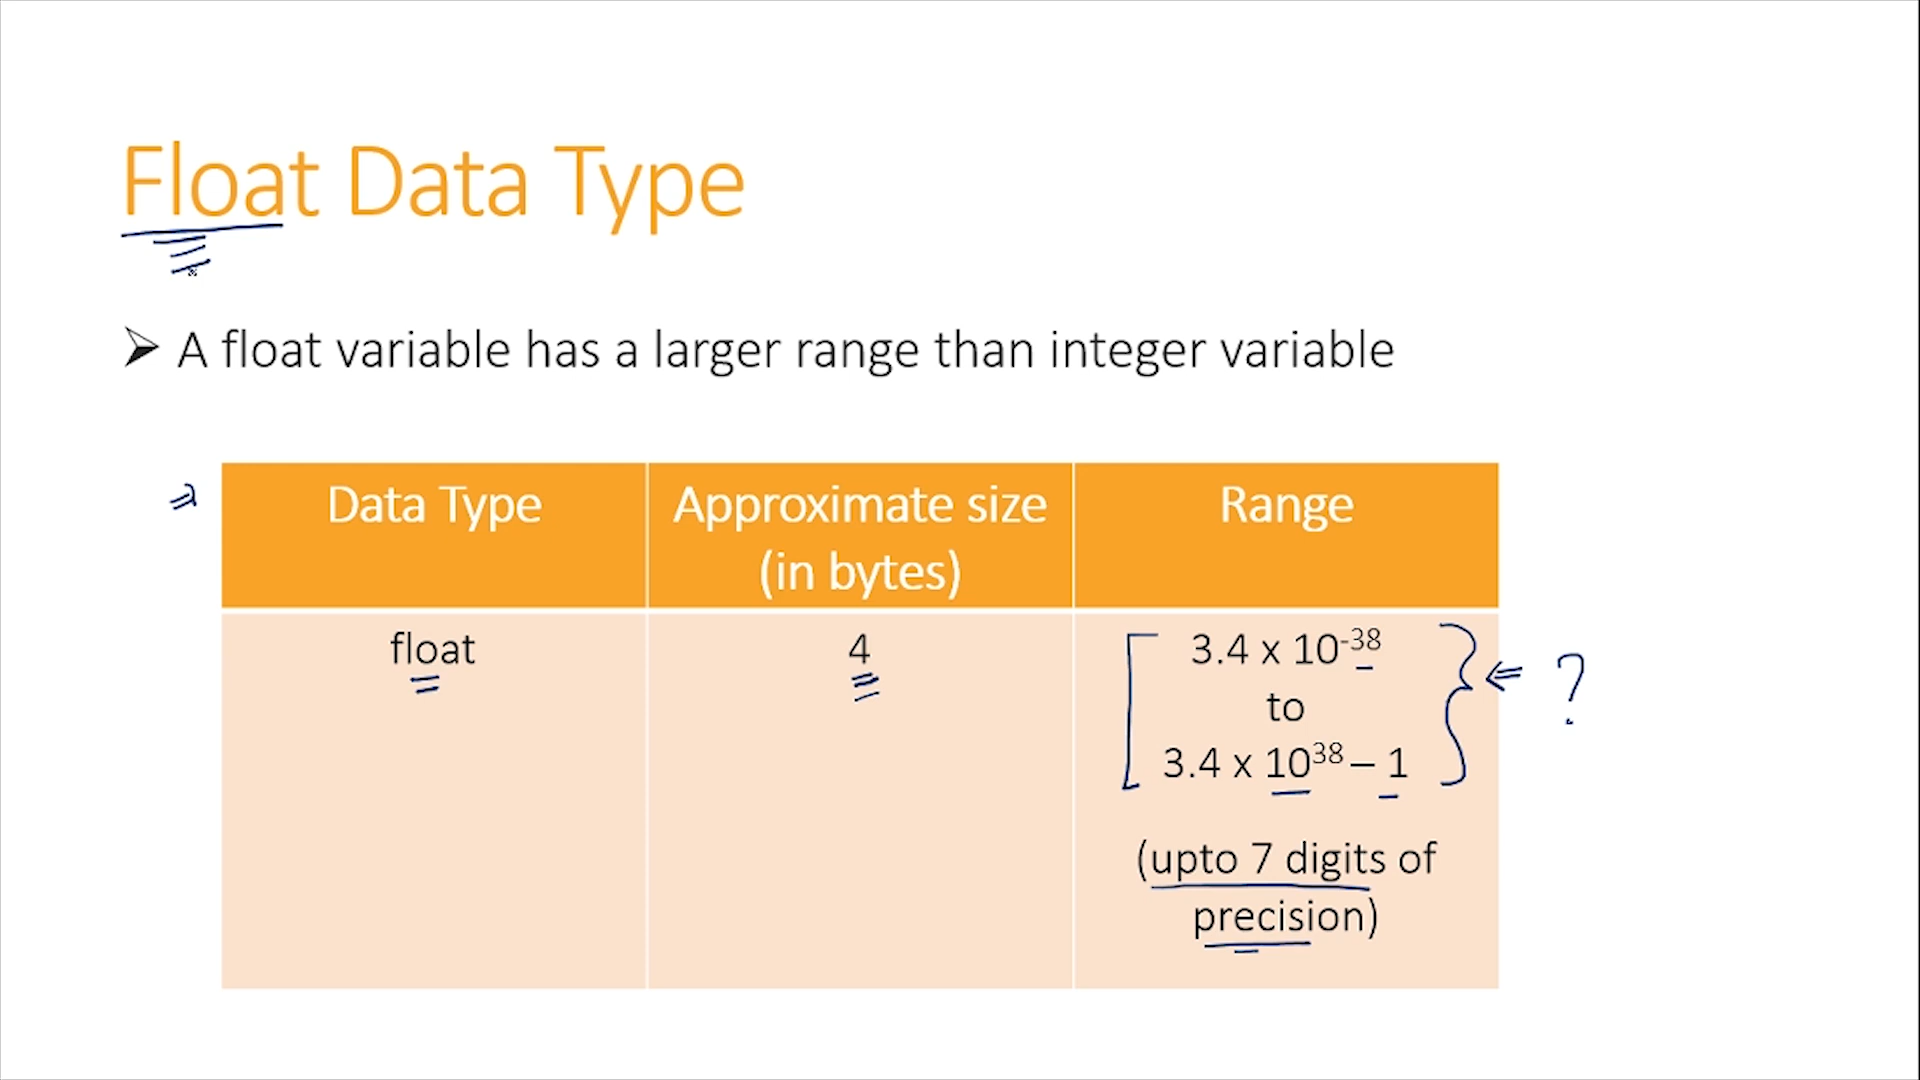 Float Data Type
➢ A float variable has a larger range than integer variable
Data Type
Approximate size
(in bytes)
Range
float
4
3.4 x 10⁻³⁸
to
3.4 x 10³⁸ – 1
(upto 7 digits of
precision)
⇐ ?